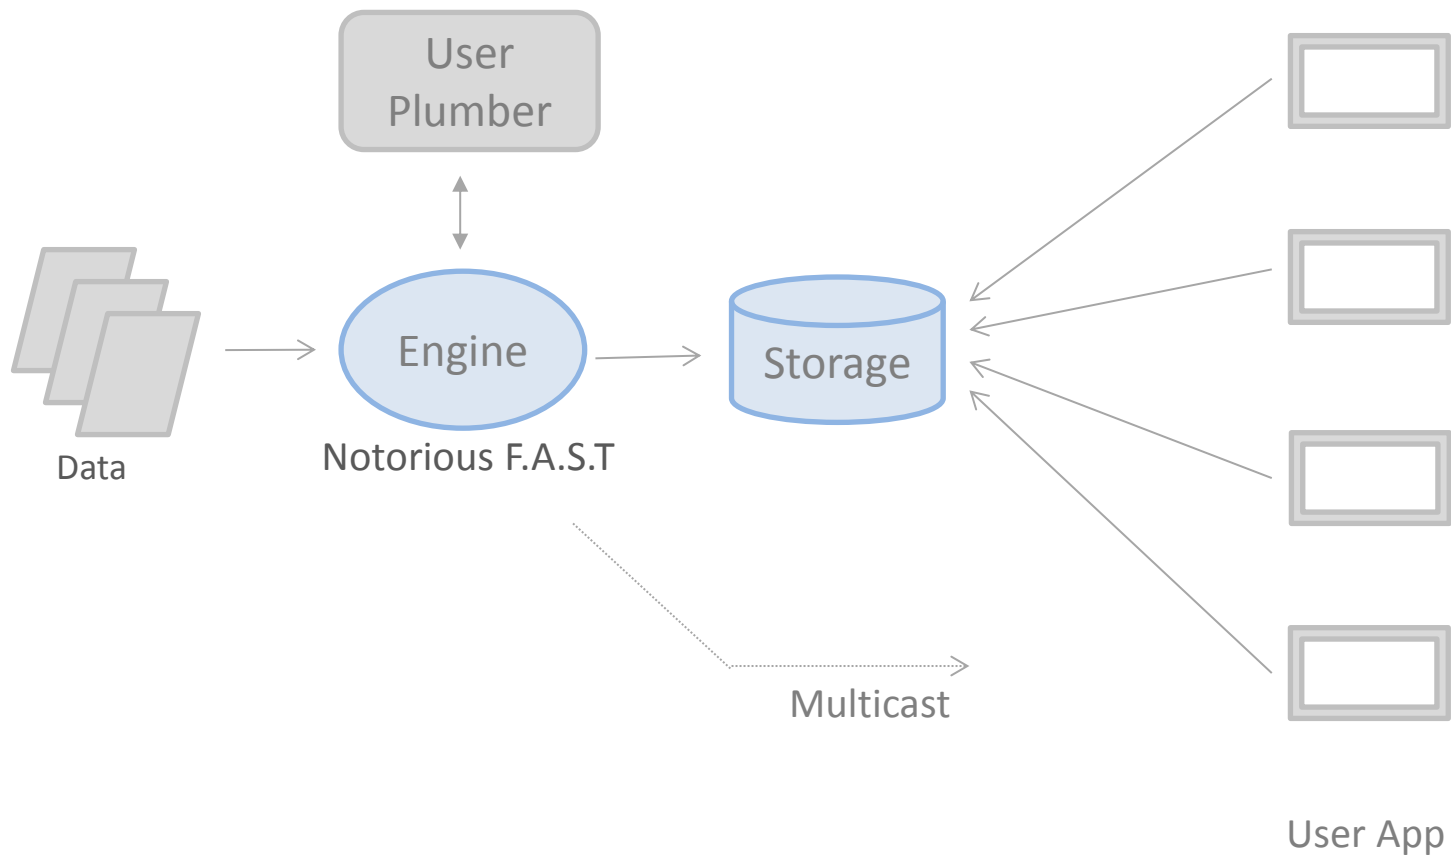 User
Plumber
Engine
Storage
Notorious F.A.S.T
Data
Multicast
User App